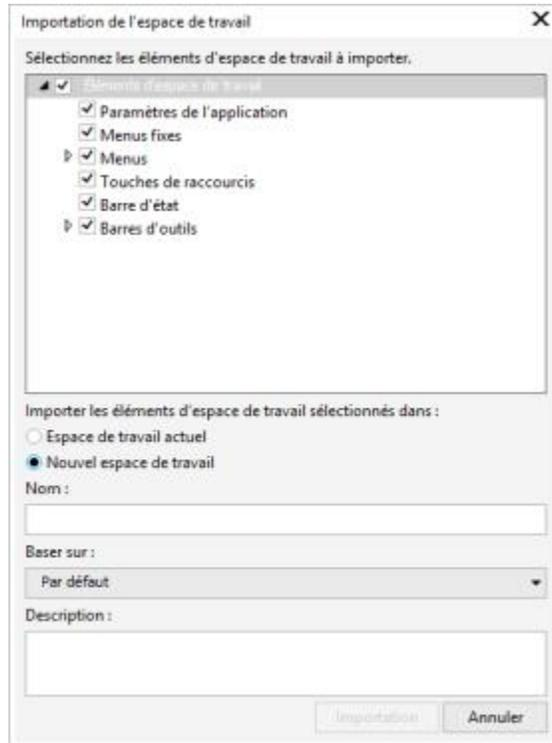 Importation de l'espace de travail
Sélectionnez les éléments d'espace de travail à importer.
Éléments d'espace de travail
Paramètres de l'application
Menus fixes
Menus
Touches de raccourcis
Barre d'état
Barres d'outils
Importer les éléments d'espace de travail sélectionnés dans :
Espace de travail actuel
Nouvel espace de travail
Nom :
Baser sur :
Par défaut
Description :
Importation Annuler